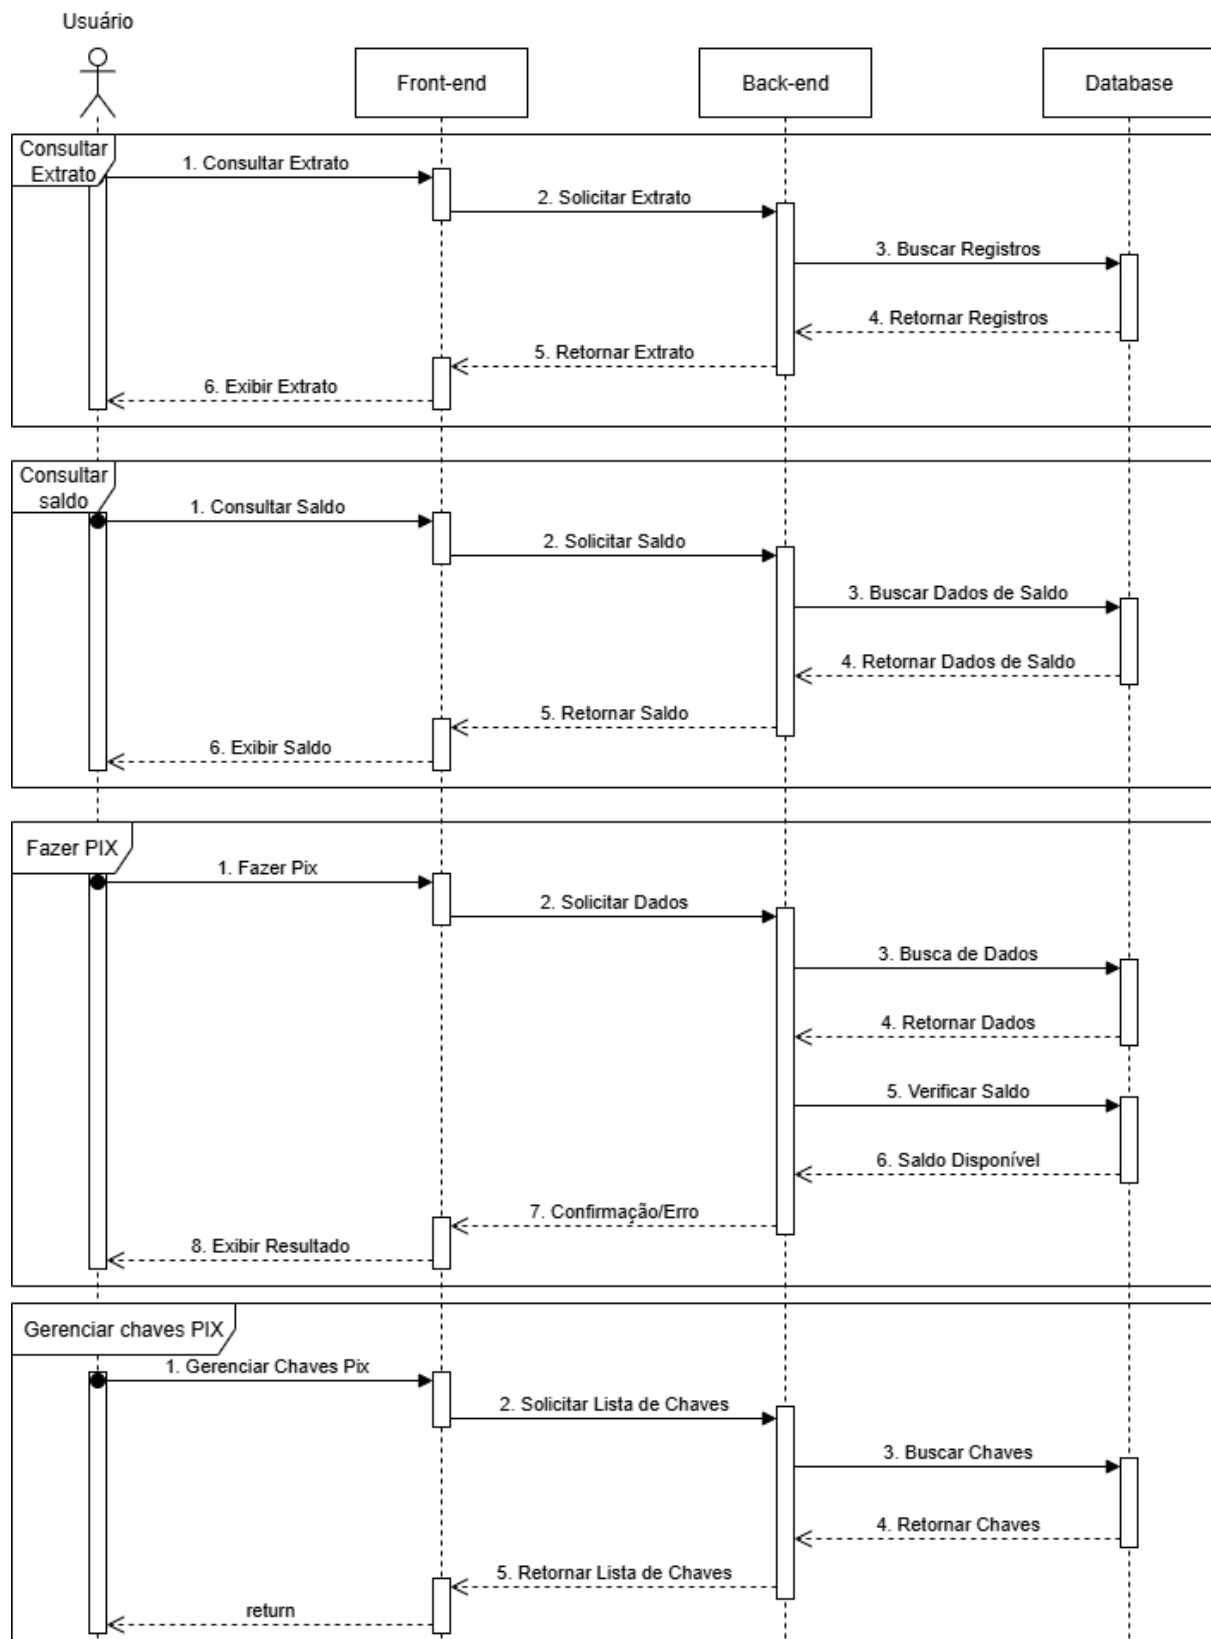 Usuário
Front-end
Back-end
Database
Consultar
Extrato
1. Consultar Extrato
2. Solicitar Extrato
3. Buscar Registros
4. Retornar Registros
5. Retornar Extrato
6. Exibir Extrato
Consultar
saldo
1. Consultar Saldo
2. Solicitar Saldo
3. Buscar Dados de Saldo
4. Retornar Dados de Saldo
5. Retornar Saldo
6. Exibir Saldo
Fazer PIX
1. Fazer Pix
2. Solicitar Dados
3. Busca de Dados
4. Retornar Dados
5. Verificar Saldo
6. Saldo Disponível
7. Confirmação/Erro
8. Exibir Resultado
Gerenciar chaves PIX
1. Gerenciar Chaves Pix
2. Solicitar Lista de Chaves
3. Buscar Chaves
4. Retornar Chaves
5. Retornar Lista de Chaves
return